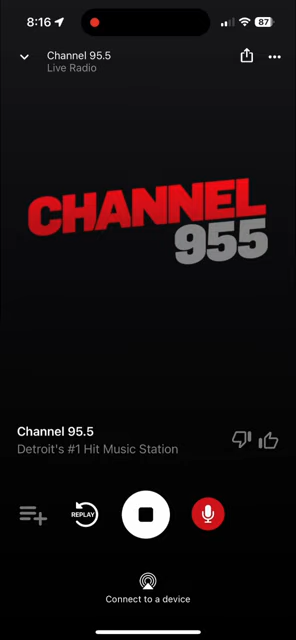 8:16
87
Channel 95.5
Live Radio
CHANNEL
955
Channel 95.5
Detroit's #1 Hit Music Station
REPLAY
Connect to a device